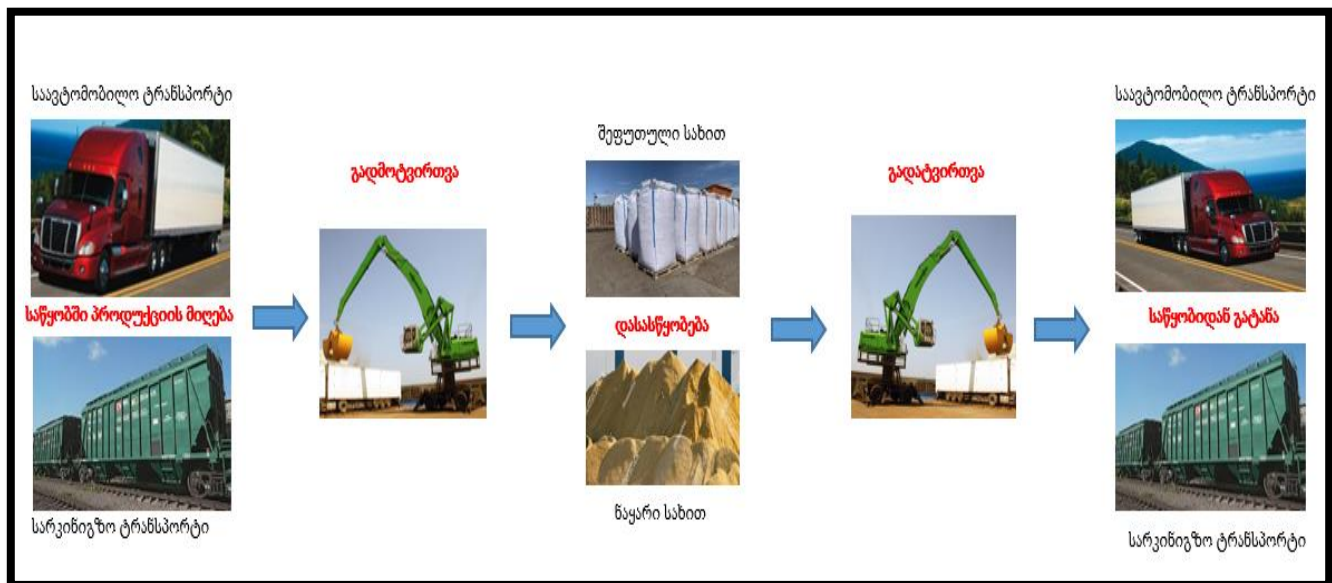 საავტომობილო ტრანსპორტი
საწყობში პროდუქციის მიღება
სარკინიგზო ტრანსპორტი
გადმოტვირთვა
შეფუთული სახით
დასასწყობება
ნაყარი სახით
გადატვირთვა
საავტომობილო ტრანსპორტი
საწყობიდან გატანა
სარკინიგზო ტრანსპორტი